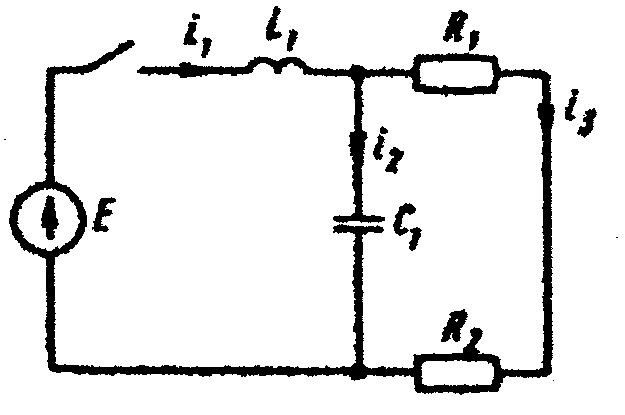 i₁ L₁ R₁
i₃
i₂
E C₁
R₂